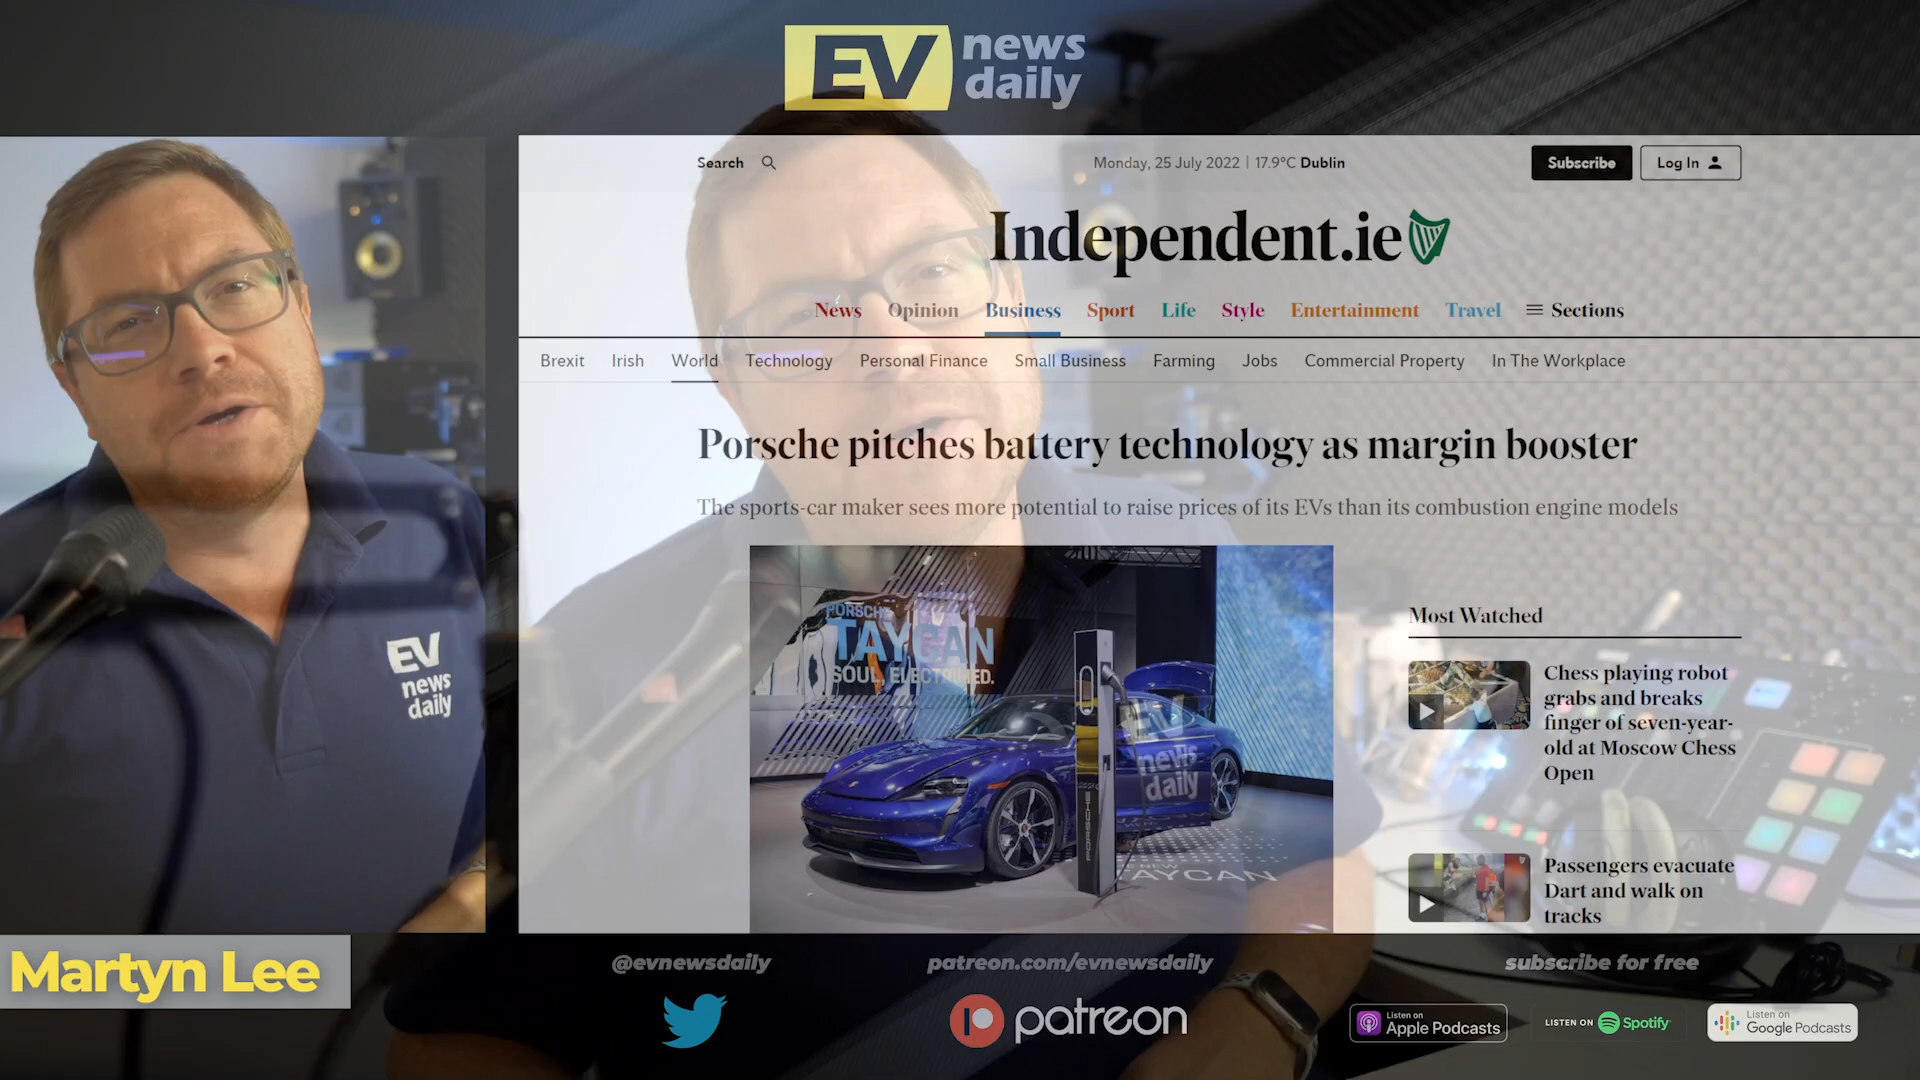 EV news
daily
Search
Monday, 25 July 2022 | 17.9°C Dublin
Subscribe
Log In
Independent.ie
News Opinion Business Sport Life Style Entertainment Travel Sections
Brexit Irish World Technology Personal Finance Small Business Farming Jobs Commercial Property In The Workplace
Porsche pitches battery technology as margin booster
The sports-car maker sees more potential to raise prices of its EVs than its combustion engine models
PORSCHE
TAYCAN
SOUL, ELECTRIFIED.
PORSCHE
TAYCAN
EV
news
daily
Most Watched
Chess playing robot
grabs and breaks
finger of seven-year-
old at Moscow Chess
Open
Passengers evacuate
Dart and walk on
tracks
EV
news
daily
Martyn Lee
@evnewsdaily
patreon.com/evnewsdaily
patreon
subscribe for free
Listen on
Apple Podcasts
LISTEN ON Spotify
Listen on
Google Podcasts